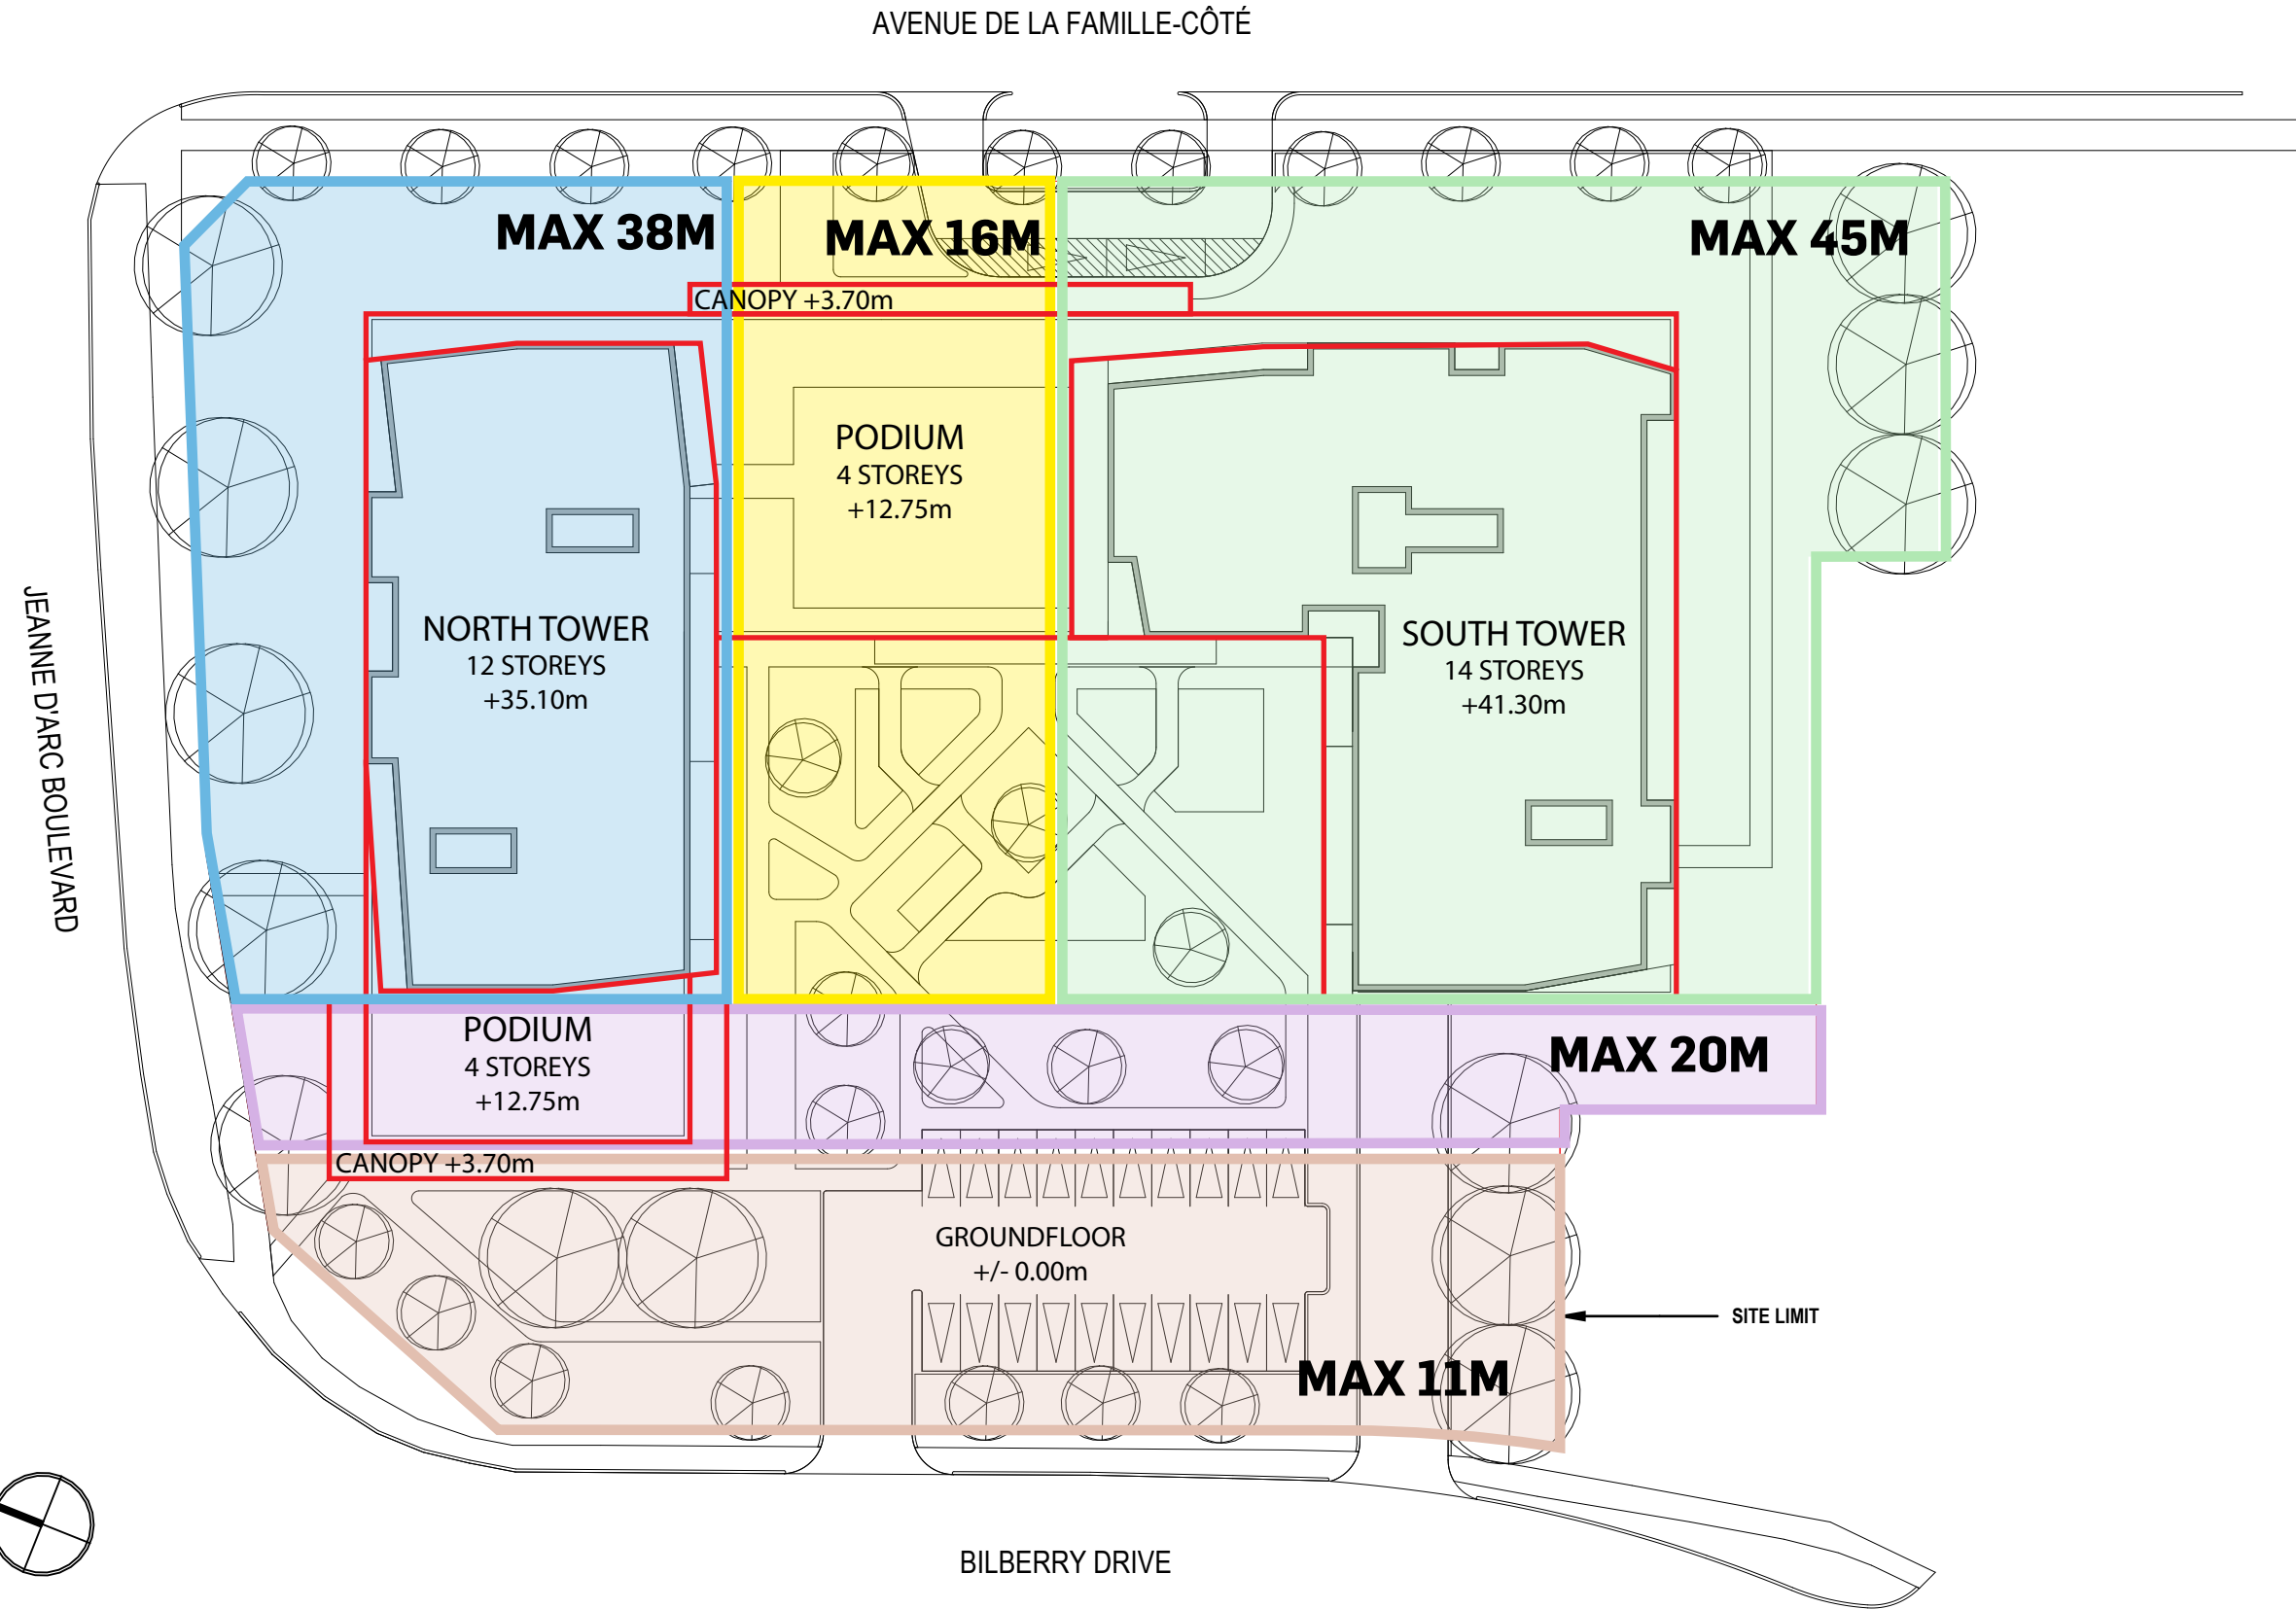 AVENUE DE LA FAMILLE-CÔTÉ
MAX 38M
MAX 16M
MAX 45M
CANOPY +3.70m
PODIUM
4 STOREYS
+12.75m
NORTH TOWER
12 STOREYS
+35.10m
SOUTH TOWER
14 STOREYS
+41.30m
JEANNE D'ARC BOULEVARD
PODIUM
4 STOREYS
+12.75m
MAX 20M
CANOPY +3.70m
GROUNDFLOOR
+/- 0.00m
SITE LIMIT
MAX 11M
BILBERRY DRIVE